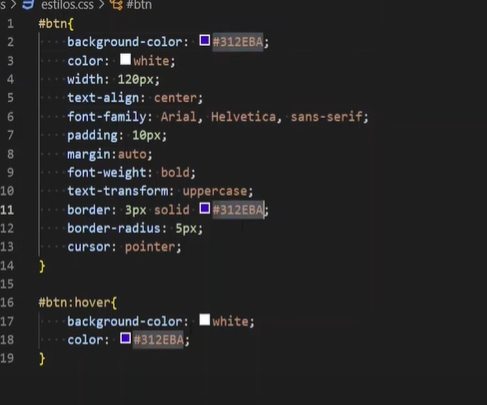 s > estilos.css > #btn
1 #btn{
2 background-color: #312EBA;
3 color: white;
4 width: 120px;
5 text-align: center;
6 font-family: Arial, Helvetica, sans-serif;
7 padding: 10px;
8 margin:auto;
9 font-weight: bold;
10 text-transform: uppercase;
11 border: 3px solid #312EBA;
12 border-radius: 5px;
13 cursor: pointer;
14 }
15
16 #btn:hover{
17 background-color: white;
18 color: #312EBA;
19 }